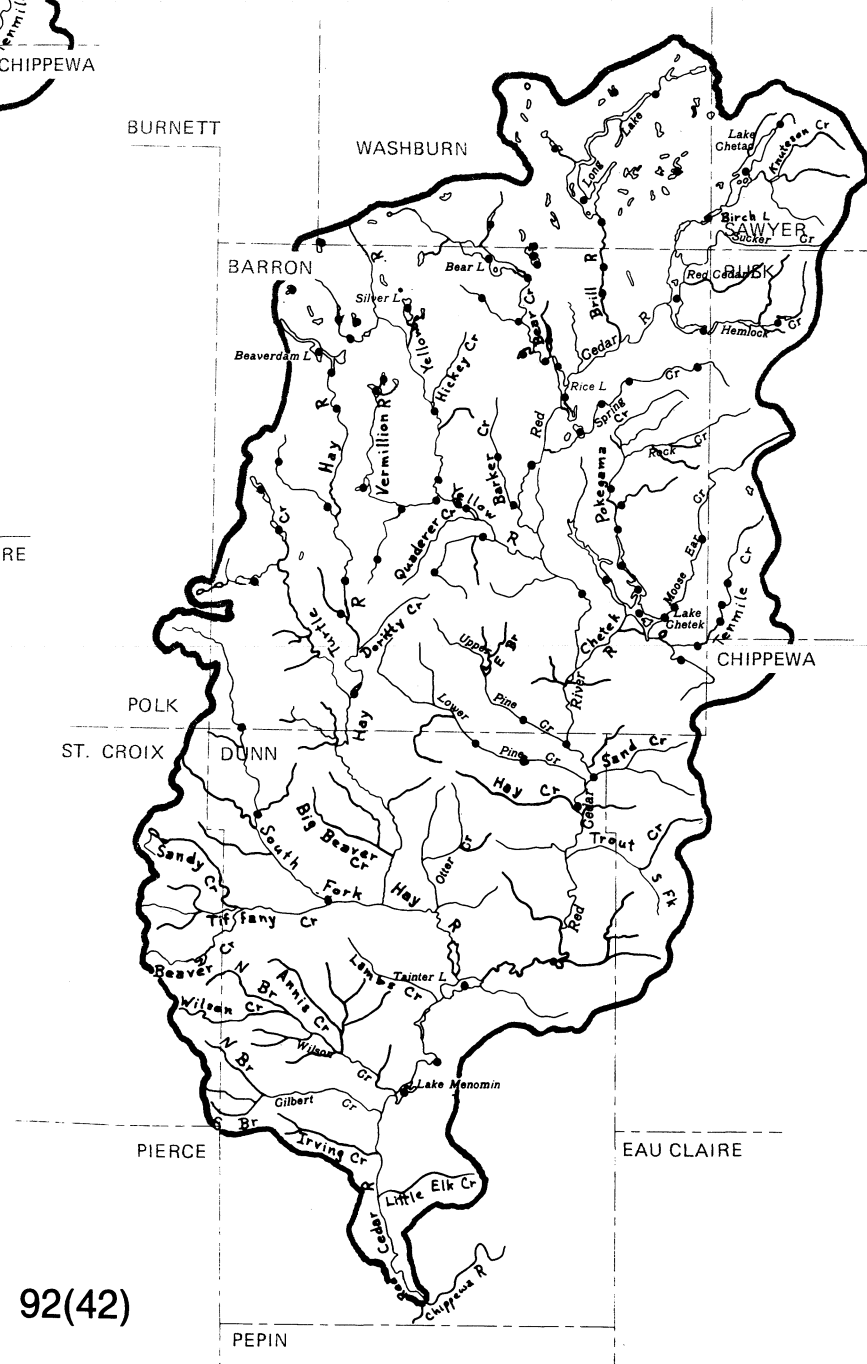 Tenmile
CHIPPEWA
BURNETT
WASHBURN
Long Lake
Lake
Chetac
Knuteson Cr
Birch L
SAWYER
Sucker Cr
BARRON
R
Bear L
Brill R
Red Cedar L
RUSK
Silver L
Bear Cr
Yellow
Cedar R
Hemlock Cr
Beaverdam L
Hickey Cr
Rice L
Spring Cr
Cr
Hay R
Vermillion R
Barker Cr
Red
Rock Cr
Pokegama
Cr
Quaderer Cr
Yellow R
Moose Ear Cr
RE
Turtle
R
Dority Cr
Chetek R
Lake
Chetek
Tenmile Cr
Upper
E Br
CHIPPEWA
River
POLK
Lower
Pine Cr
Hay
ST. CROIX
DUNN
Pine Cr
Sand Cr
Hay Cr
Cedar
Big Beaver
Cr
South
Fork
Otter Cr
Trout Cr
S Fk
Sandy
Cr
Hay
R
Red
Tiffany Cr
Beaver Cr
N Br
Annis Cr
Lambs Cr
Tainter L
Wilson Cr
Wilson
Cr
N Br
Lake Menomin
Gilbert Cr
S Br
PIERCE
Irving Cr
EAU CLAIRE
R
Little Elk Cr
Cedar
Red
Chippewa R
92(42)
PEPIN